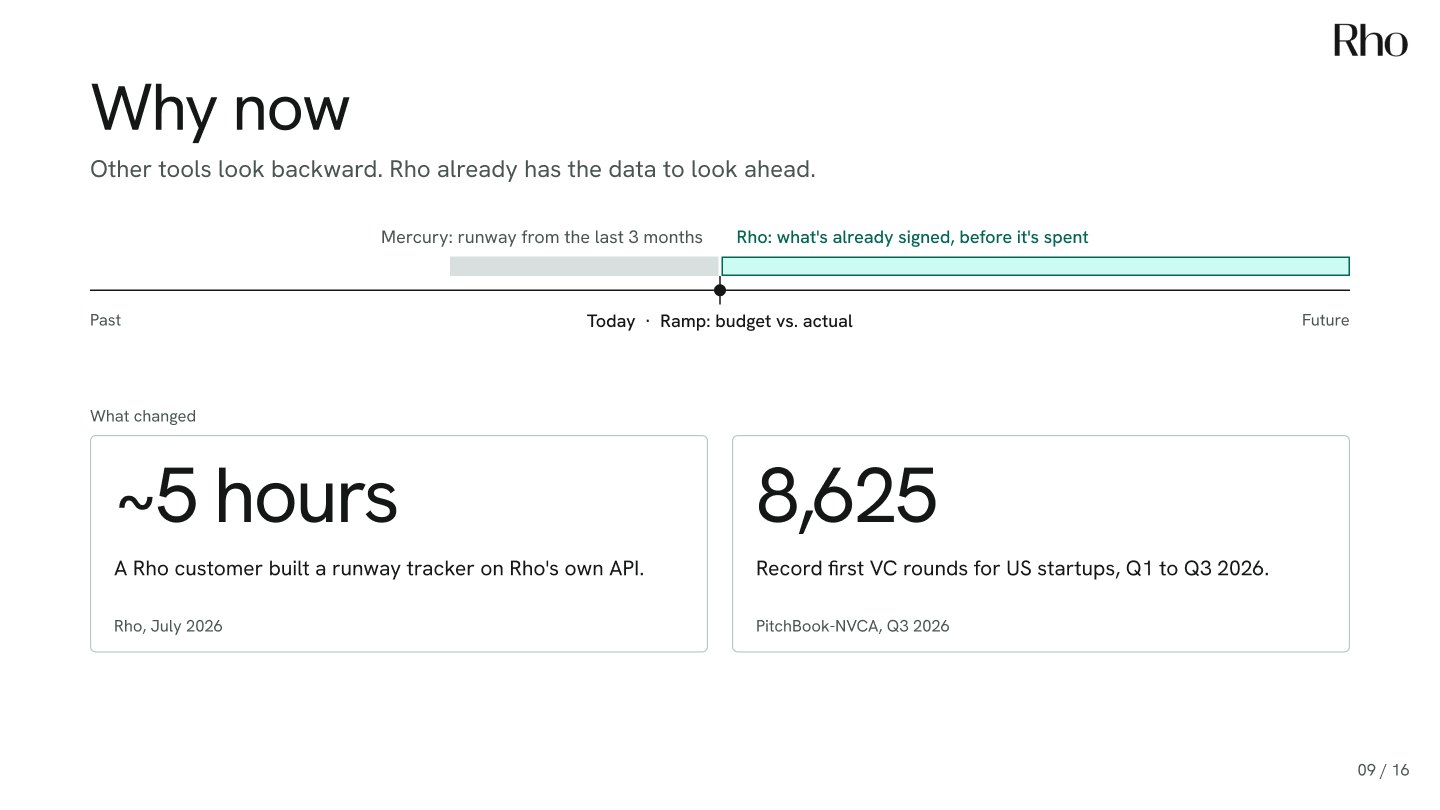 Rho
Why now
Other tools look backward. Rho already has the data to look ahead.
Mercury: runway from the last 3 months
Rho: what's already signed, before it's spent
Past
Today · Ramp: budget vs. actual
Future
What changed
~5 hours
A Rho customer built a runway tracker on Rho's own API.
Rho, July 2026
8,625
Record first VC rounds for US startups, Q1 to Q3 2026.
PitchBook-NVCA, Q3 2026
09 / 16